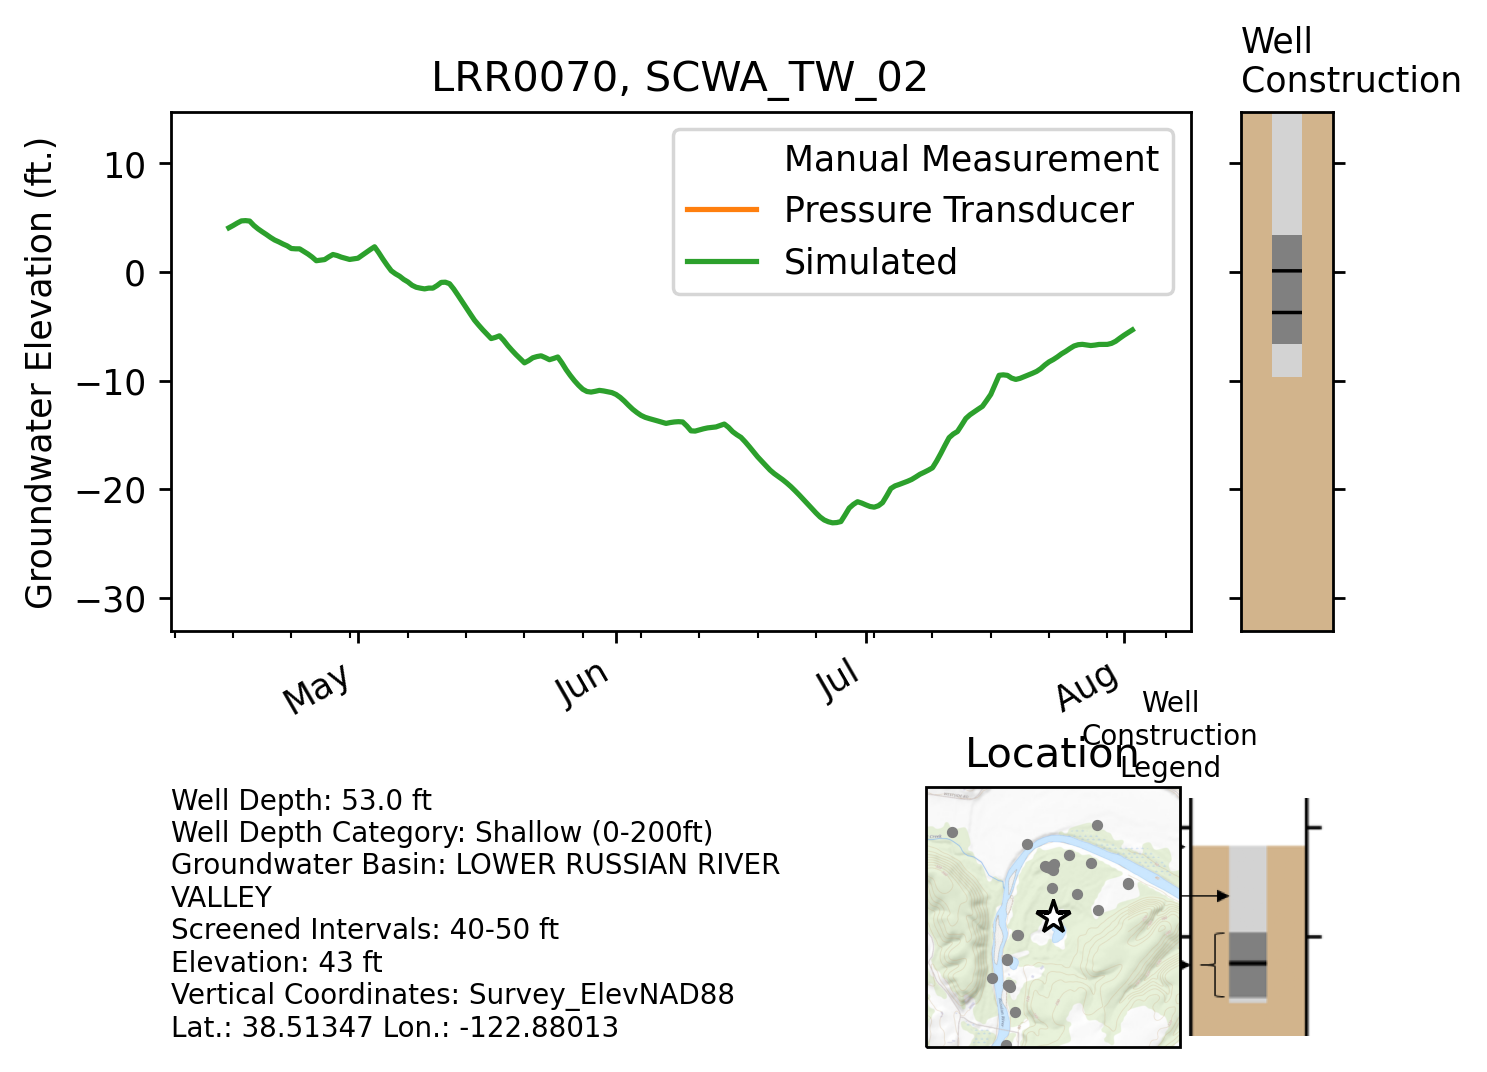 Well
Construction
LRR0070, SCWA_TW_02
Groundwater Elevation (ft.)
10
0
−10
−20
−30
Manual Measurement
Pressure Transducer
Simulated
May
Jun
Jul
Aug
Well
Construction
Legend
Location
Well Depth: 53.0 ft
Well Depth Category: Shallow (0-200ft)
Groundwater Basin: LOWER RUSSIAN RIVER
VALLEY
Screened Intervals: 40-50 ft
Elevation: 43 ft
Vertical Coordinates: Survey_ElevNAD88
Lat.: 38.51347 Lon.: -122.88013